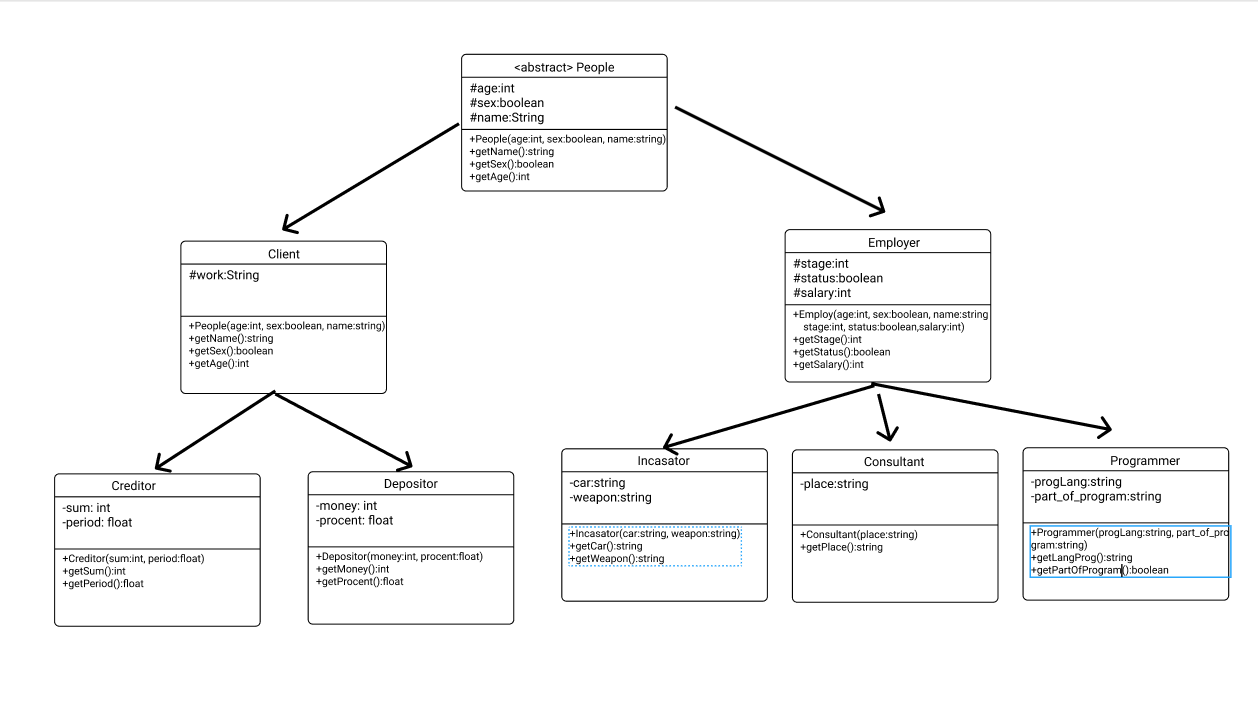 <abstract> People
#age:int
#sex:boolean
#name:String
+People(age:int, sex:boolean, name:string)
+getName():string
+getSex():boolean
+getAge():int
Client
#work:String
+People(age:int, sex:boolean, name:string)
+getName():string
+getSex():boolean
+getAge():int
Employer
#stage:int
#status:boolean
#salary:int
+Employ(age:int, sex:boolean, name:string
stage:int, status:boolean,salary:int)
+getStage():int
+getStatus():boolean
+getSalary():int
Creditor
-sum: int
-period: float
+Creditor(sum:int, period:float)
+getSum():int
+getPeriod():float
Depositor
-money: int
-procent: float
+Depositor(money:int, procent:float)
+getMoney():int
+getProcent():float
Incasator
-car:string
-weapon:string
+Incasator(car:string, weapon:string)
+getCar():string
+getWeapon():string
Consultant
-place:string
+Consultant(place:string)
+getPlace():string
Programmer
-progLang:string
-part_of_program:string
+Programmer(progLang:string, part_of_pro
gram:string)
+getLangProg():string
+getPartOfProgram():boolean